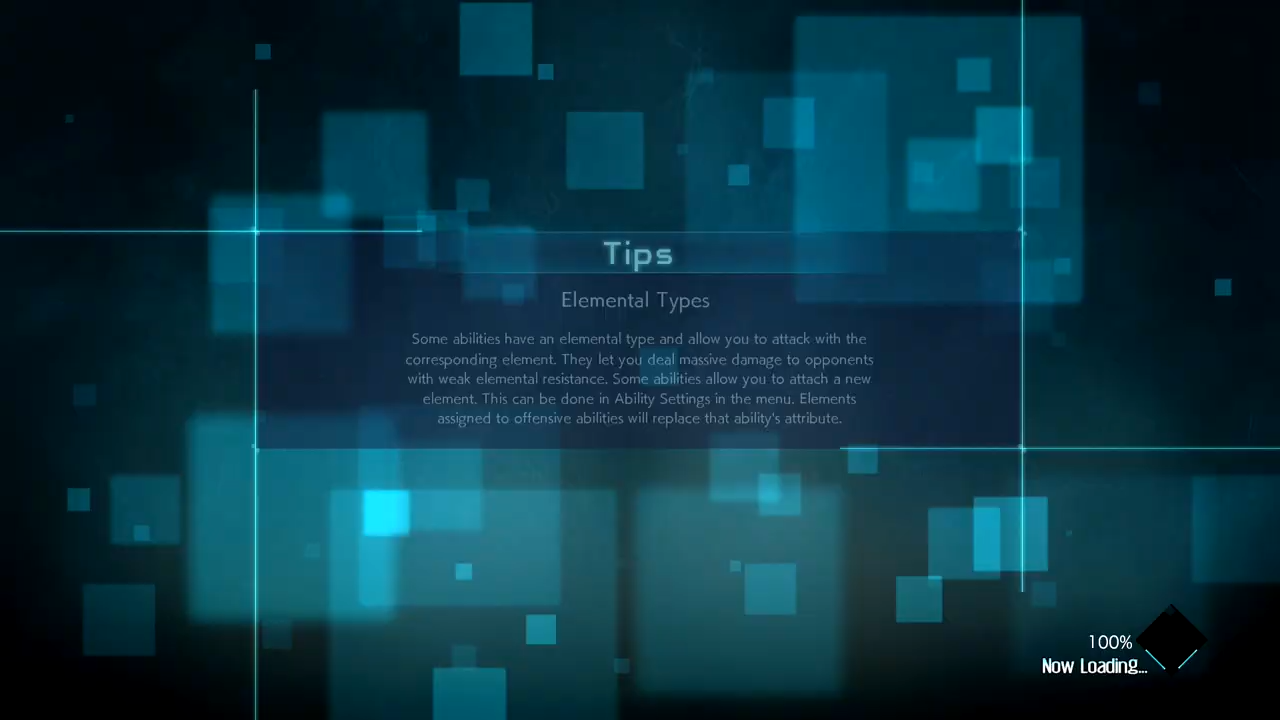 Tips
Elemental Types
Some abilities have an elemental type and allow you to attack with the
corresponding element. They let you deal massive damage to opponents
with weak elemental resistance. Some abilities allow you to attach a new
element. This can be done in Ability Settings in the menu. Elements
assigned to offensive abilities will replace that ability's attribute.
100%
Now Loading...